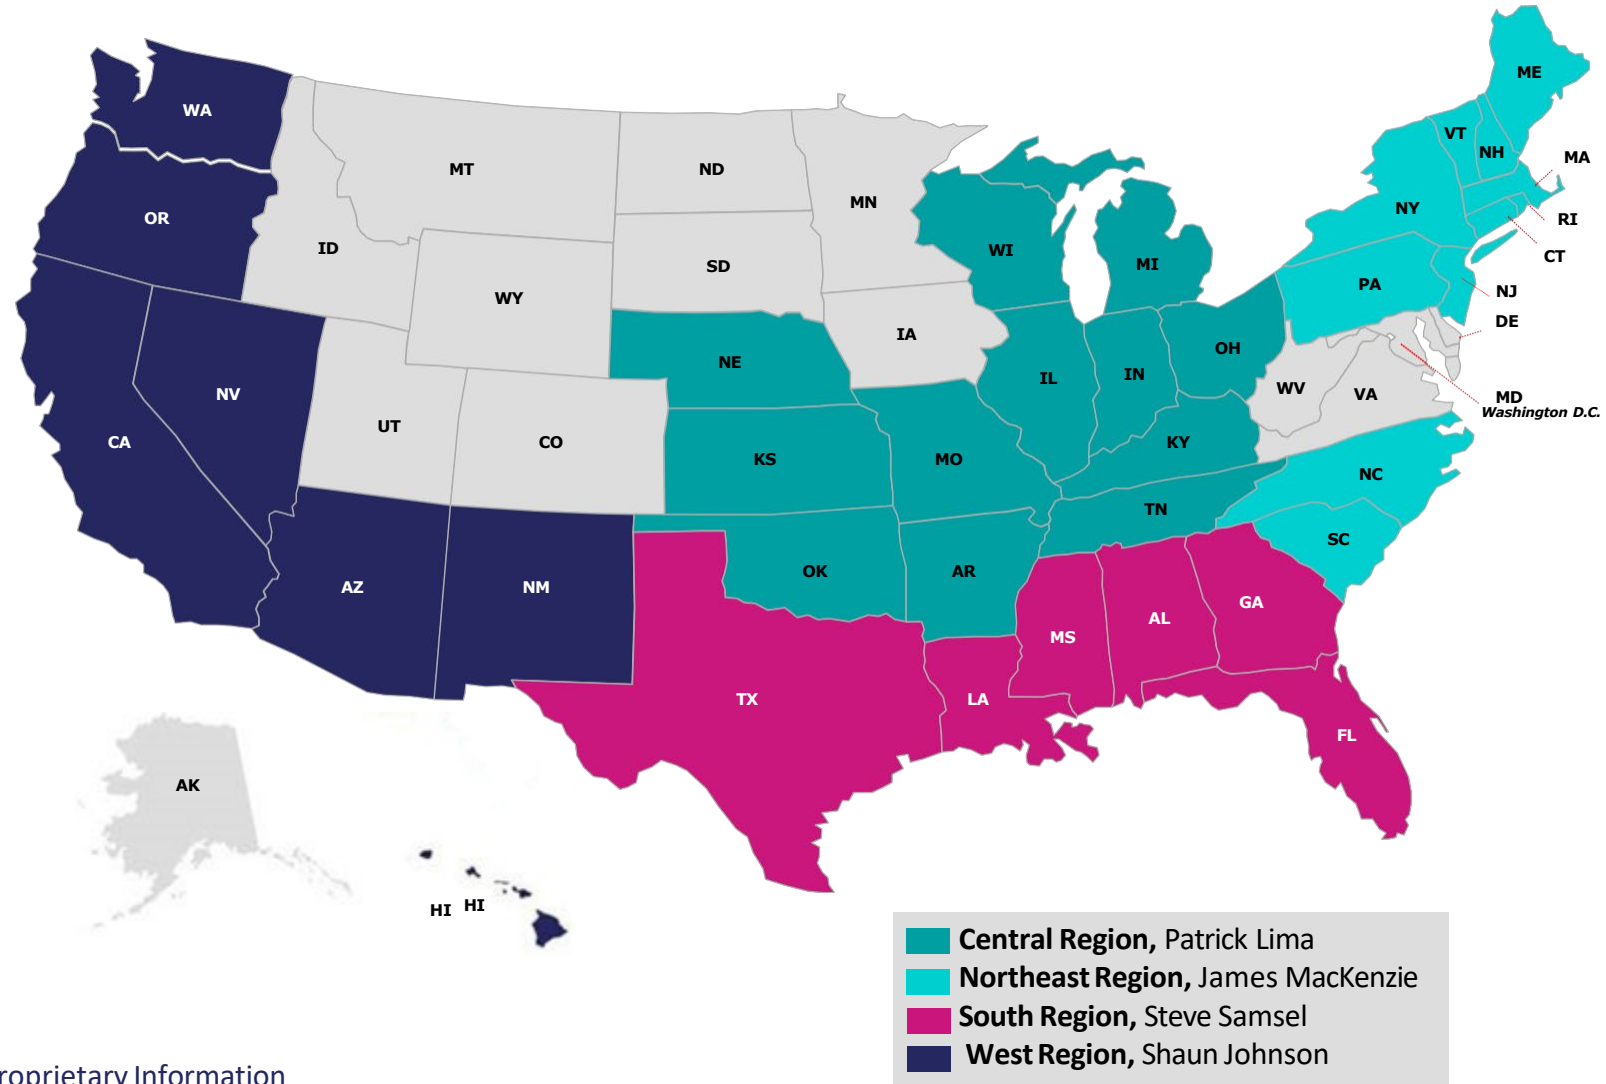 ME
WA
VT
NH
MA
MT
ND
MN
NY
RI
OR
ID
SD
WI
MI
CT
WY
PA
NJ
DE
IA
OH
NE
IL
IN
NV
WV
VA
MD
Washington D.C.
UT
CO
CA
KS
MO
KY
NC
TN
SC
AZ
NM
OK
AR
GA
MS
AL
TX
LA
FL
AK
HI HI
Central Region, Patrick Lima
Northeast Region, James MacKenzie
South Region, Steve Samsel
West Region, Shaun Johnson
roprietary Information